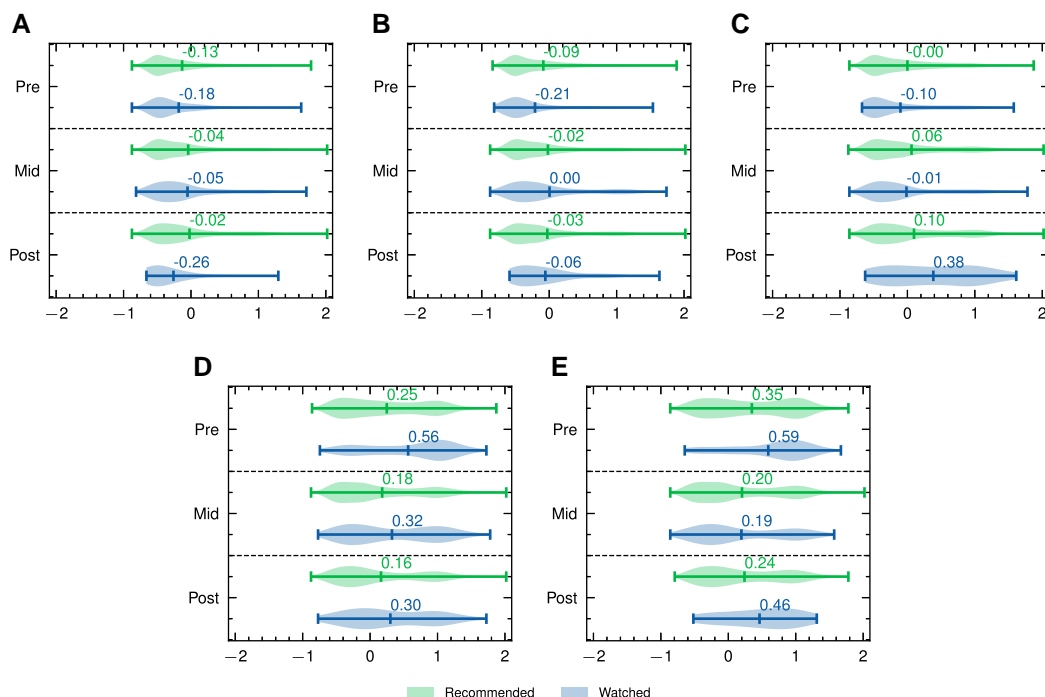 A
B
C
-0.13
-0.09
-0.00
Pre
Pre
Pre
-0.18
-0.21
-0.10
-0.04
-0.02
0.06
Mid
Mid
Mid
-0.05
0.00
-0.01
-0.02
-0.03
0.10
Post
Post
Post
-0.26
-0.06
0.38
−2 −1 0 1 2
−2 −1 0 1 2
−2 −1 0 1 2
D
E
0.25
0.35
Pre
Pre
0.56
0.59
0.18
0.20
Mid
Mid
0.32
0.19
0.16
0.24
Post
Post
0.30
0.46
−2 −1 0 1 2
−2 −1 0 1 2
Recommended Watched